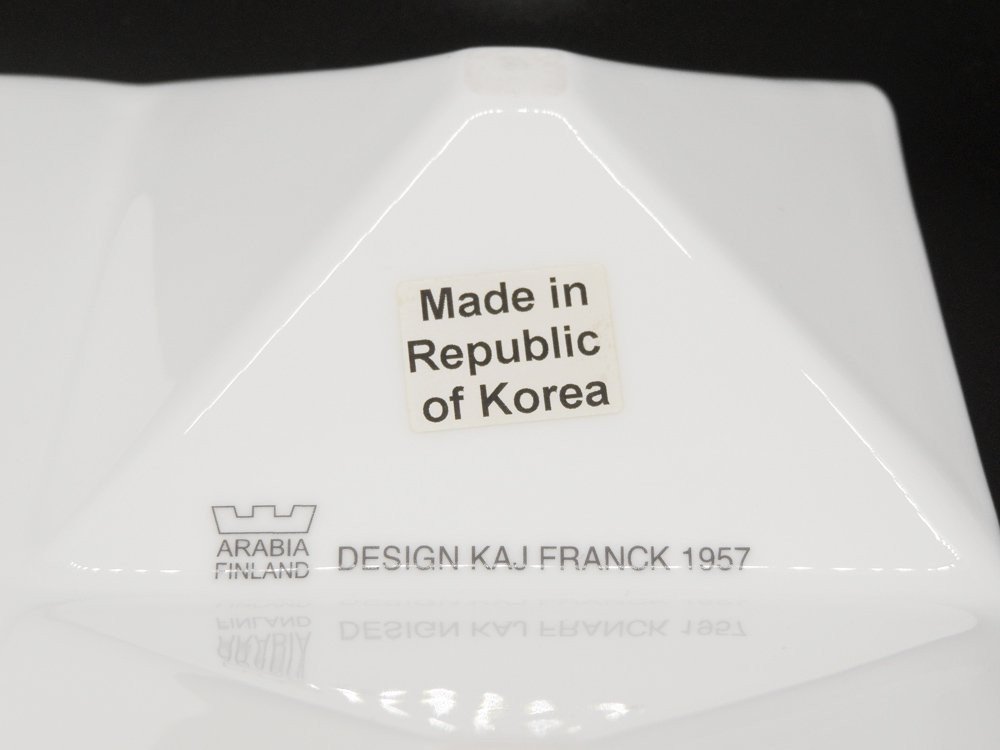 Made in
Republic
of Korea
ARABIA
FINLAND
DESIGN KAJ FRANCK 1957